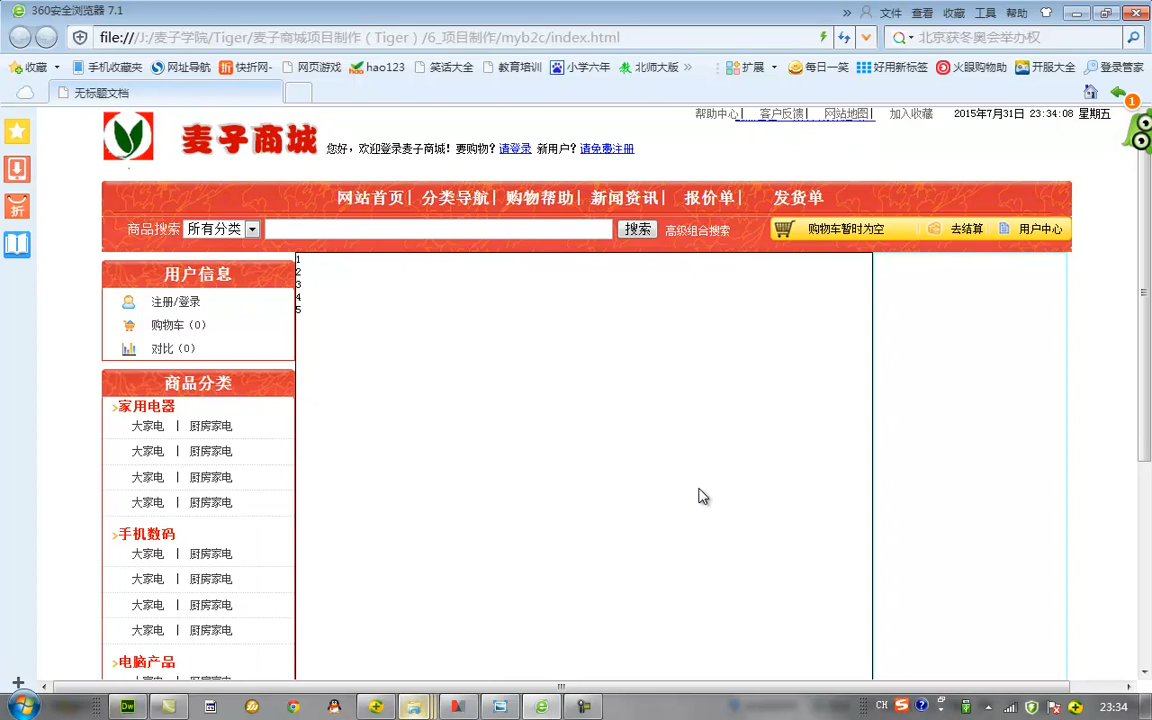 360安全浏览器 7.1
» 文件 查看 收藏 工具 帮助
file:///J:/麦子学院/Tiger/麦子商城项目制作（Tiger）/6_项目制作/myb2c/index.html
北京获冬奥会举办权
收藏 手机收藏夹 网址导航 快折网- 网页游戏 hao123 笑话大全 教育培训 小学六年 北师大版 » 扩展 每日一笑 好用新标签 火眼购物助 开服大全 登录管家
无标题文档
1
帮助中心| 客户反馈| 网站地图| 加入收藏 2015年7月31日 23:34:08 星期五
麦子商城
您好，欢迎登录麦子商城！要购物？请登录 新用户？请免费注册
折
网站首页| 分类导航| 购物帮助| 新闻资讯| 报价单| 发货单
商品搜索 所有分类 搜索 高级组合搜索 购物车暂时为空 去结算 用户中心
用户信息
注册/登录
购物车（0）
对比（0）
1
2
3
4
5
商品分类
>家用电器
大家电 | 厨房家电
大家电 | 厨房家电
大家电 | 厨房家电
大家电 | 厨房家电
>手机数码
大家电 | 厨房家电
大家电 | 厨房家电
大家电 | 厨房家电
大家电 | 厨房家电
>电脑产品
Dw
CH
23:34